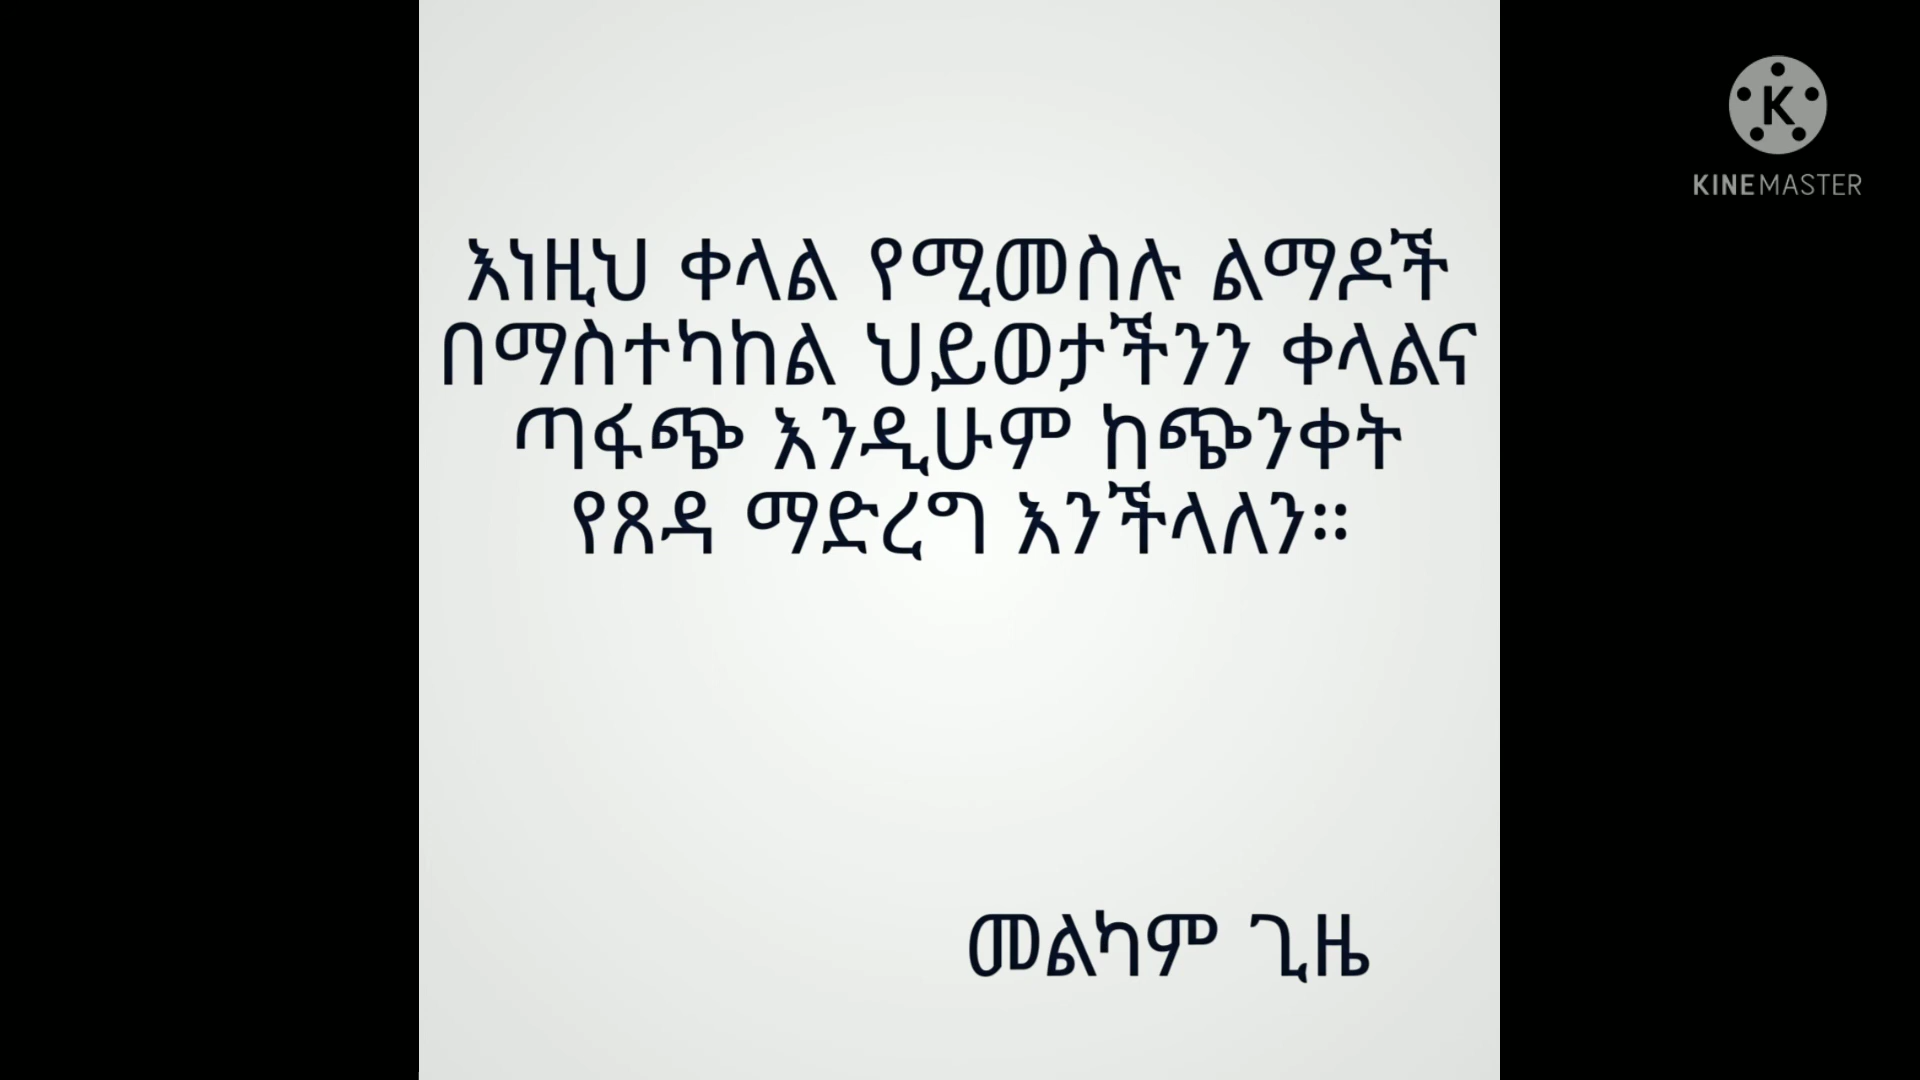 እነዚህ ቀላል የሚመስሉ ልማዶች
በማስተካከል ህይወታችንን ቀላልና
ጣፋጭ እንዲሁም ከጭንቀት
የጸዳ ማድረግ እንችላለን።
መልካም ጊዜ
K
KINEMASTER